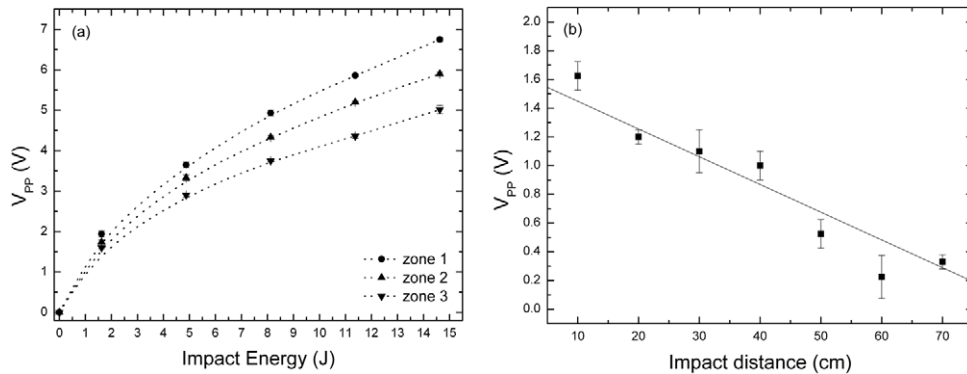 (a)
7
6
5
4
3
2
1
0
V_PP (V)
zone 1
zone 2
zone 3
0 1 2 3 4 5 6 7 8 9 10 11 12 13 14 15
Impact Energy (J)
(b)
2.0
1.8
1.6
1.4
1.2
1.0
0.8
0.6
0.4
0.2
0.0
V_PP (V)
10 20 30 40 50 60 70
Impact distance (cm)